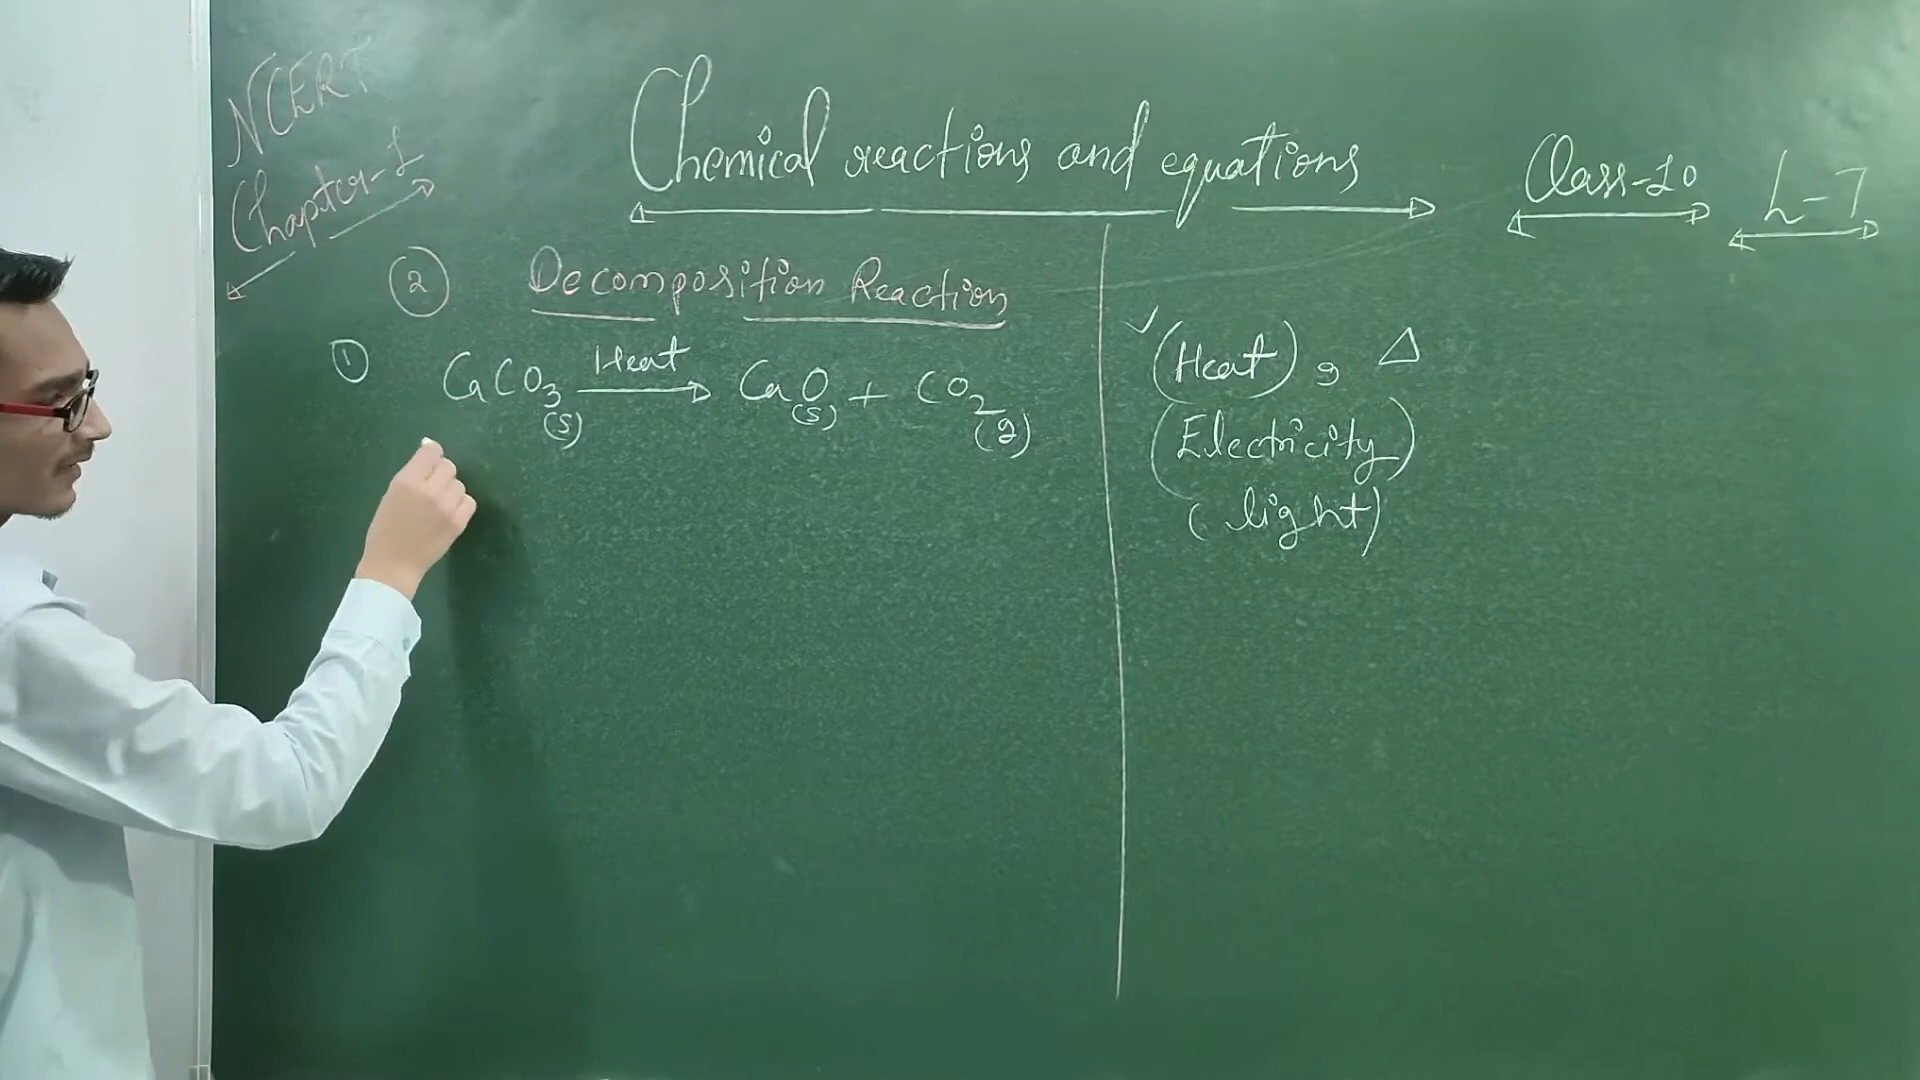 NCERT
Chapter-1
Chemical reactions and equations
Class-10
L-7
② Decomposition Reaction
① CaCO₃(s) Heat → CaO(s) + CO₂(g)
✓ (Heat), △
(Electricity)
(light)